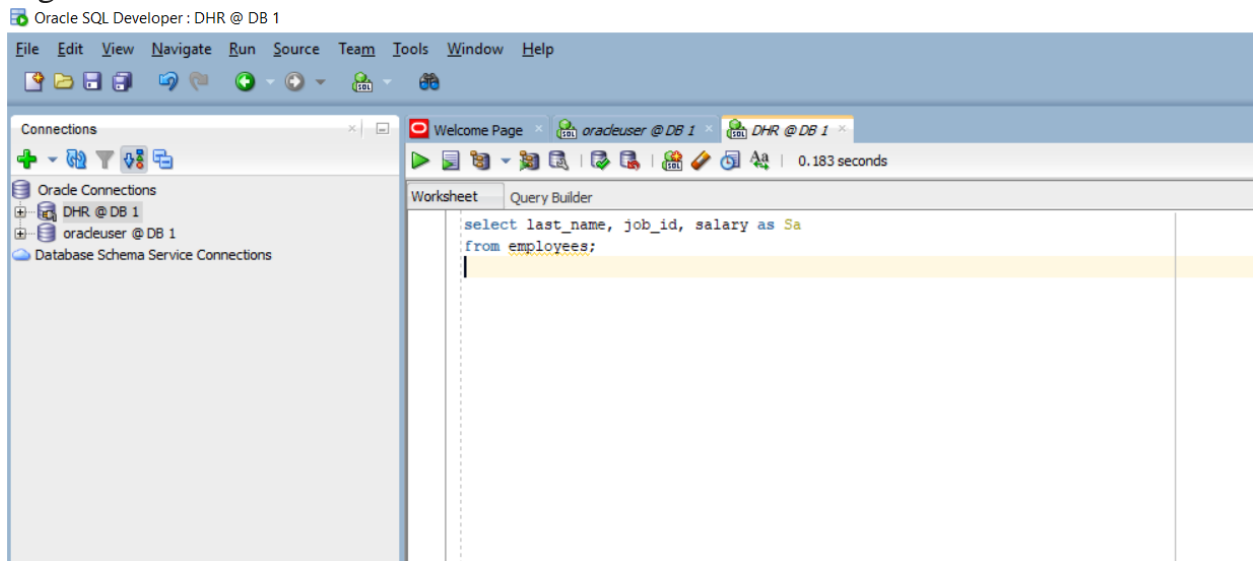 Oracle SQL Developer : DHR @ DB 1
File Edit View Navigate Run Source Team Tools Window Help
Connections
Welcome Page
oracleuser @ DB 1
DHR @ DB 1
0.183 seconds
Oracle Connections
DHR @ DB 1
oracleuser @ DB 1
Database Schema Service Connections
Worksheet Query Builder
select last_name, job_id, salary as Sa
from employees;